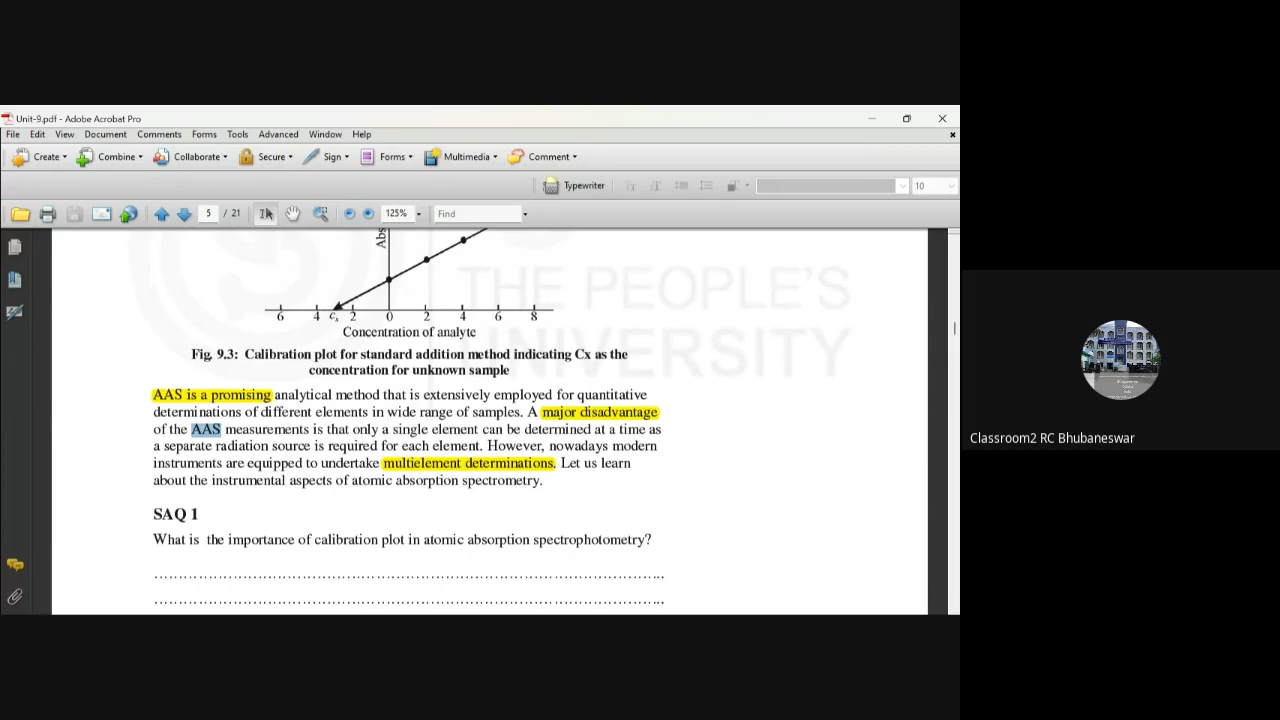 Unit-9.pdf - Adobe Acrobat Pro
File Edit View Document Comments Forms Tools Advanced Window Help
Create Combine Collaborate Secure Sign Forms Multimedia Comment
Typewriter 10
5 / 21 125% Find
Abs
THE PEOPLE'S
UNIVERSITY
6 4 Cx 2 0 2 4 6 8
Concentration of analyte
Fig. 9.3: Calibration plot for standard addition method indicating Cx as the
concentration for unknown sample
AAS is a promising analytical method that is extensively employed for quantitative
determinations of different elements in wide range of samples. A major disadvantage
of the AAS measurements is that only a single element can be determined at a time as
a separate radiation source is required for each element. However, nowadays modern
instruments are equipped to undertake multielement determinations. Let us learn
about the instrumental aspects of atomic absorption spectrometry.
SAQ 1
What is the importance of calibration plot in atomic absorption spectrophotometry?
Classroom2 RC Bhubaneswar